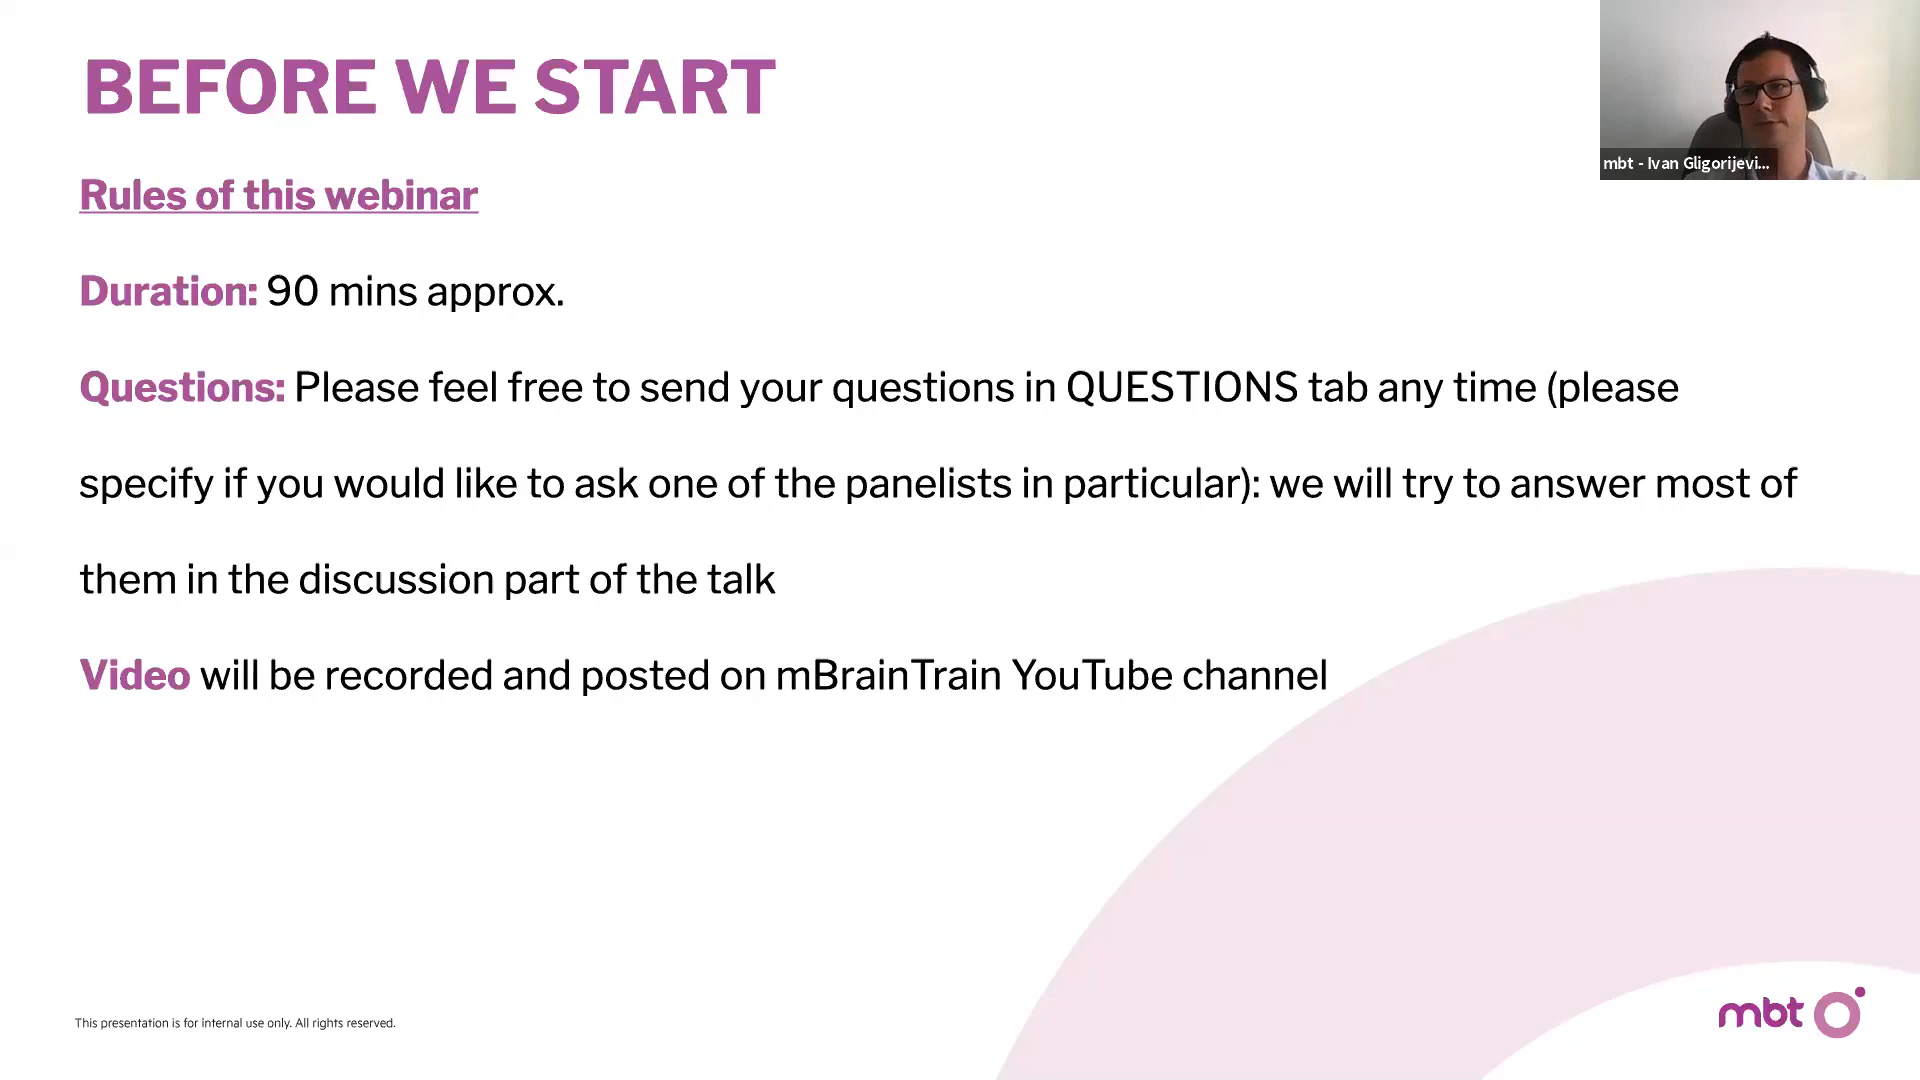 BEFORE WE START
mbt - Ivan Gligorijevi...
Rules of this webinar
Duration: 90 mins approx.
Questions: Please feel free to send your questions in QUESTIONS tab any time (please
specify if you would like to ask one of the panelists in particular): we will try to answer most of
them in the discussion part of the talk
Video will be recorded and posted on mBrainTrain YouTube channel
This presentation is for internal use only. All rights reserved.
mbt